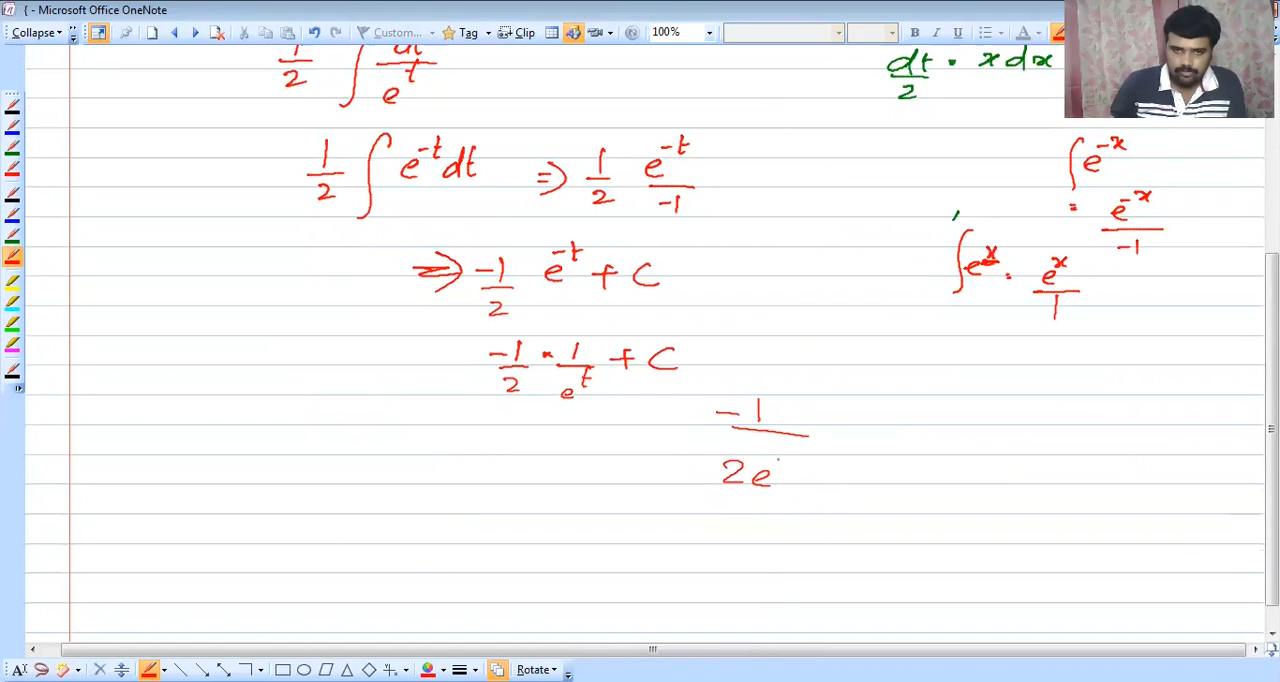 { - Microsoft Office OneNote
Collapse Tag Clip 100% Custom... B I U A
1/2 ∫ dt/e^t
dt/2 = x dx
1/2 ∫ e^-t dt => 1/2 e^-t/-1
∫ e^-x
= e^-x/-1
=> -1/2 e^-t + C
∫ e^x = e^x/1
-1/2 * 1/e^t + C
-1/2e
Rotate